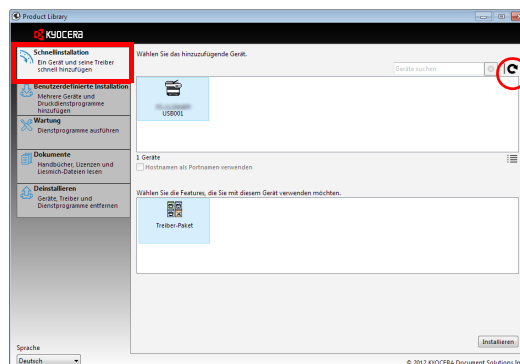 Product Library
KYOCERA
Schnellinstallation
Ein Gerät und seine Treiber
schnell hinzufügen
Benutzerdefinierte Installation
Mehrere Geräte und
Druckdienstprogramme
hinzufügen
Wartung
Dienstprogramme ausführen
Dokumente
Handbücher, Lizenzen und
Liesmich-Dateien lesen
Deinstallieren
Geräte, Treiber und
Dienstprogramme entfernen
Sprache
Deutsch
Wählen Sie das hinzuzufügende Gerät.
Geräte suchen
USB001
1 Geräte
Hostnamen als Portnamen verwenden
Wählen Sie die Features, die Sie mit diesem Gerät verwenden möchten.
Treiber-Paket
Installieren
© 2012 KYOCERA Document Solutions In